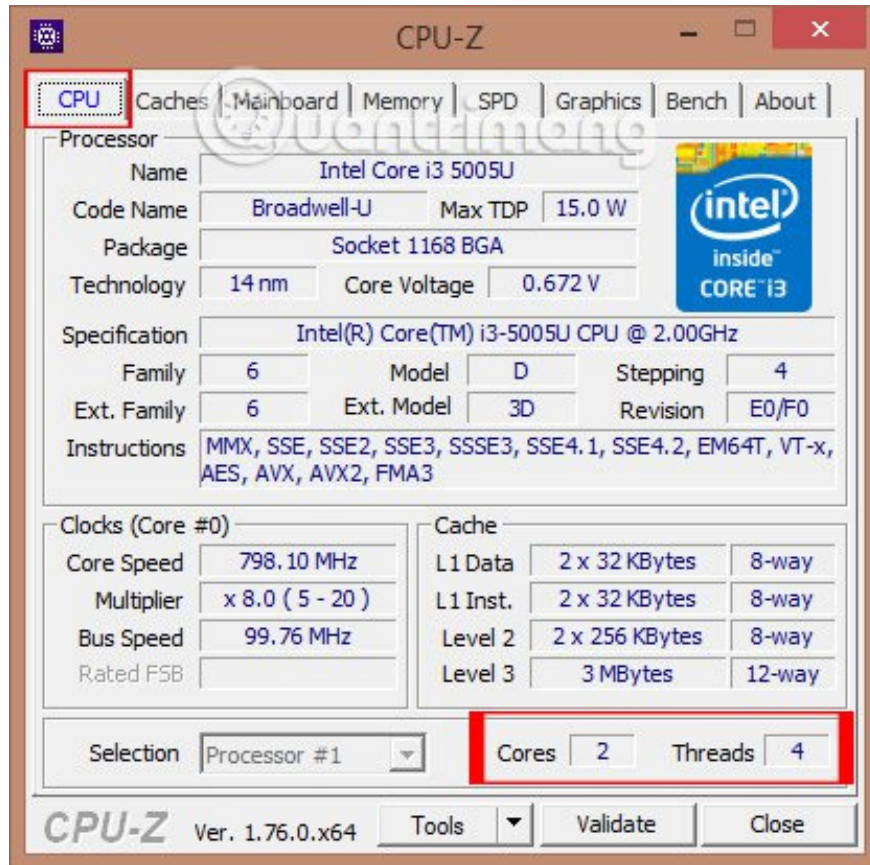 CPU-Z
CPU Caches Mainboard Memory SPD Graphics Bench About
Quantrimang
Processor
Name Intel Core i3 5005U
Code Name Broadwell-U Max TDP 15.0 W
Package Socket 1168 BGA
Technology 14 nm Core Voltage 0.672 V
intel
inside™
CORE™i3
Specification Intel(R) Core(TM) i3-5005U CPU @ 2.00GHz
Family 6 Model D Stepping 4
Ext. Family 6 Ext. Model 3D Revision E0/F0
Instructions MMX, SSE, SSE2, SSE3, SSSE3, SSE4.1, SSE4.2, EM64T, VT-x,
AES, AVX, AVX2, FMA3
Clocks (Core #0)
Core Speed 798.10 MHz
Multiplier x 8.0 ( 5 - 20 )
Bus Speed 99.76 MHz
Rated FSB
Cache
L1 Data 2 x 32 KBytes 8-way
L1 Inst. 2 x 32 KBytes 8-way
Level 2 2 x 256 KBytes 8-way
Level 3 3 MBytes 12-way
Selection Processor #1 Cores 2 Threads 4
CPU-Z Ver. 1.76.0.x64 Tools Validate Close